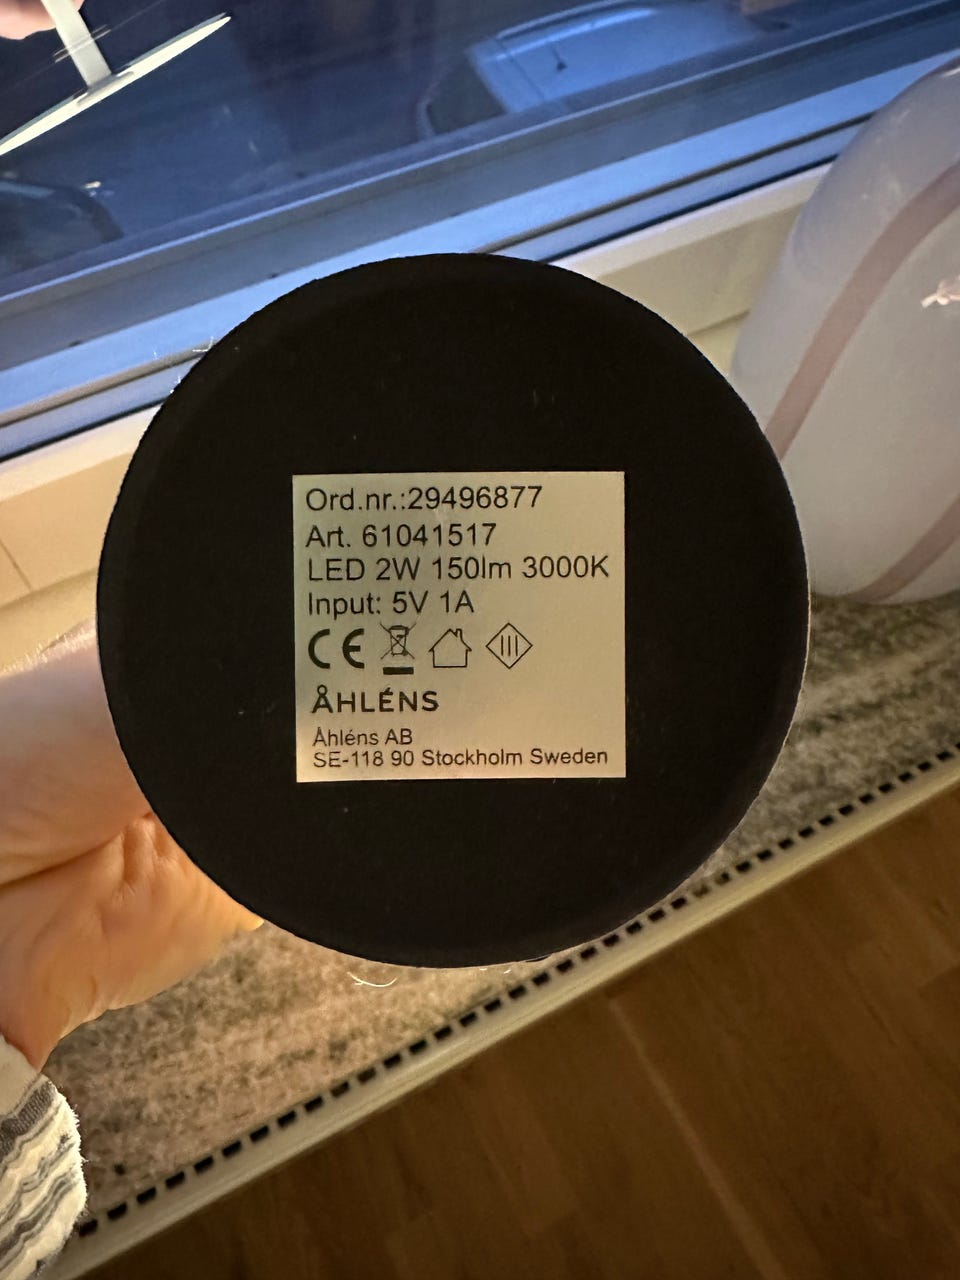 Ord.nr.:29496877
Art. 61041517
LED 2W 150lm 3000K
Input: 5V 1A
CE
ÅHLÉNS
Åhléns AB
SE-118 90 Stockholm Sweden